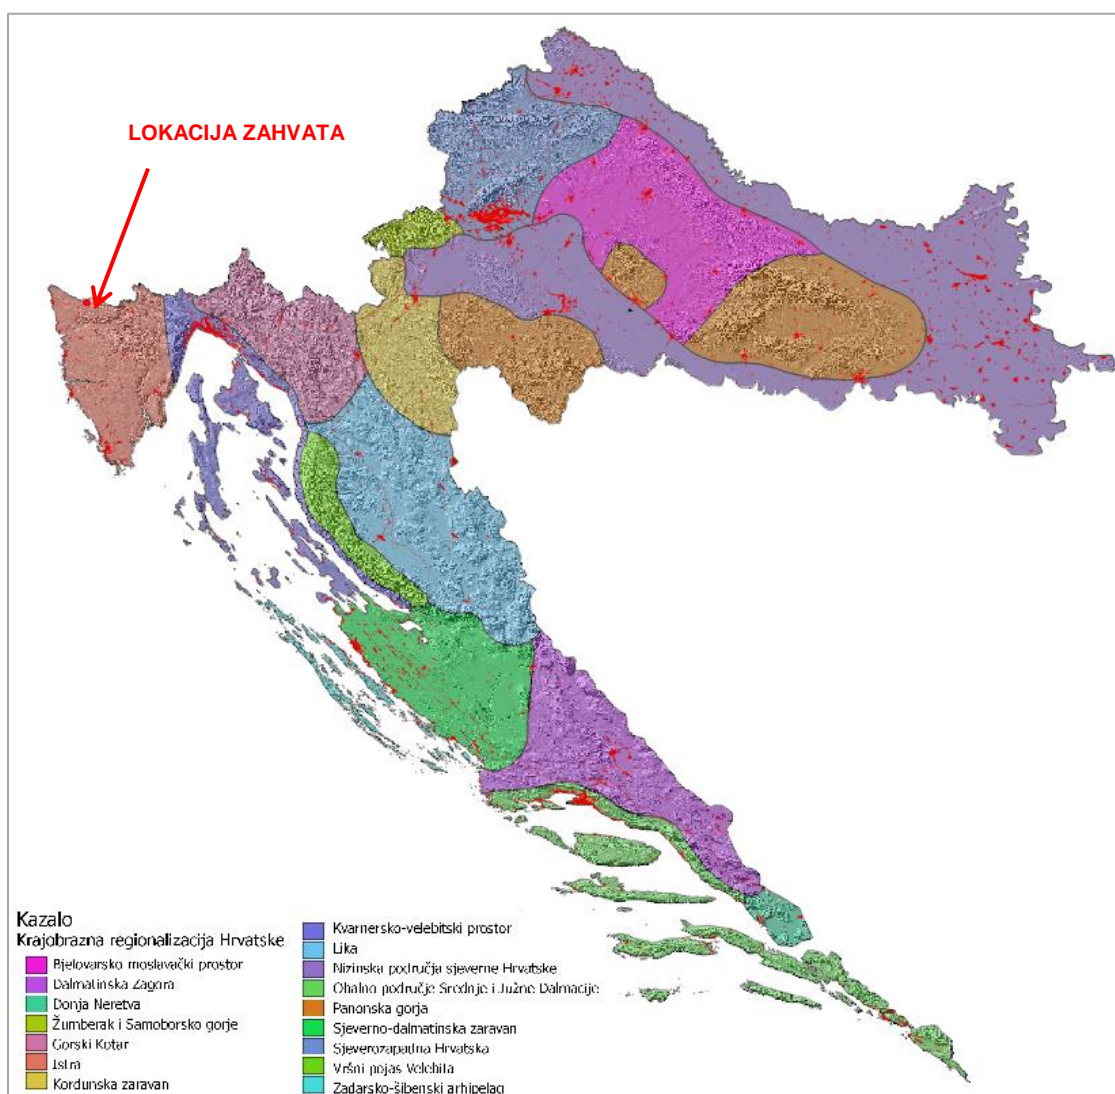 LOKACIJA ZAHVATA
Kazalo
Krajobrazna regionalizacija Hrvatske
Bjelovarsko moslavački prostor
Dalmatinska Zagora
Donja Neretva
Žumberak i Samoborsko gorje
Gorski Kotar
Istra
Kordunska zaravan
Kvarnersko-velebitski prostor
Lika
Nizinska područja sjeverne Hrvatske
Obalno područje Srednje i Južne Dalmacije
Panonska gorja
Sjeverno-dalmatinska zaravan
Sjeverozapadna Hrvatska
Vršni pojas Velebita
Zadarsko-šibenski arhipelag